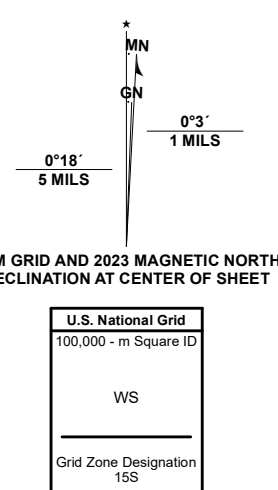 ★
MN
GN
0°3´
1 MILS
0°18´
5 MILS
M GRID AND 2023 MAGNETIC NORTH
ECLINATION AT CENTER OF SHEET
U.S. National Grid
100,000 - m Square ID
WS
Grid Zone Designation
15S